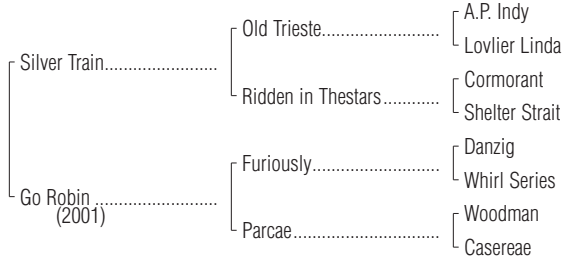 A.P. Indy
Old Trieste
Lovlier Linda
Silver Train
Cormorant
Ridden in Thestars
Shelter Strait
Danzig
Furiously
Whirl Series
Go Robin
(2001)
Woodman
Parcae
Casereae